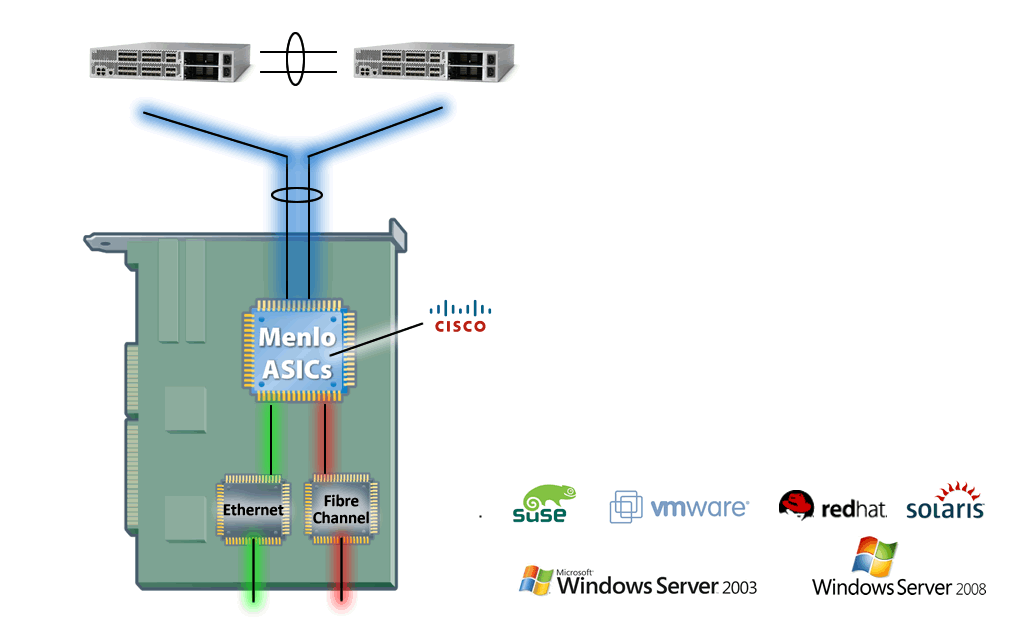 CISCO
Menlo
ASICs
Ethernet
Fibre
Channel
suse
vmware®
redhat.
solaris
Microsoft®
Windows Server 2003
Windows Server 2008